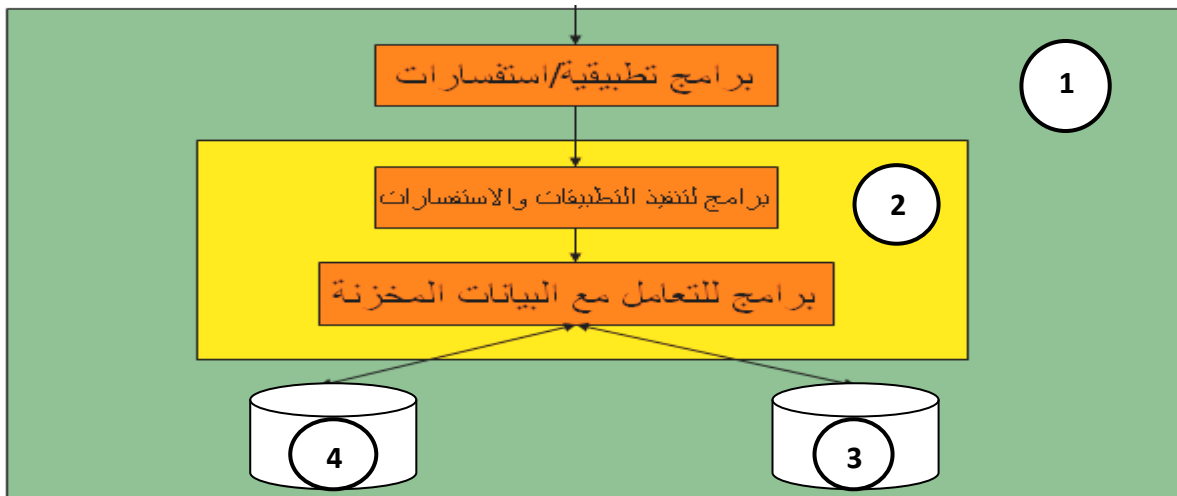 برامج تطبيقية/استفسارات
1
برامج لتنفيذ التطبيقات والاستفسارات
2
برامج للتعامل مع البيانات المخزنة
3
4